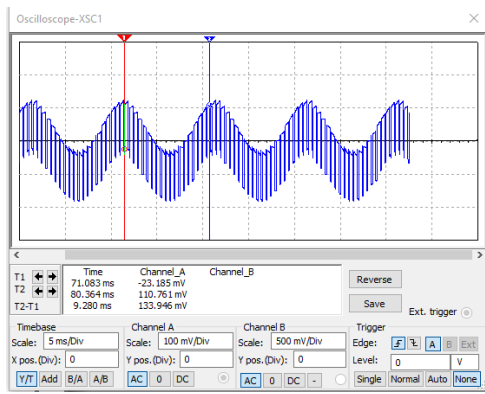 Oscilloscope-XSC1
1 2
Time Channel_A Channel_B
T1 71.083 ms -23.185 mV
T2 80.364 ms 110.761 mV
T2-T1 9.280 ms 133.946 mV
Reverse
Save
Ext. trigger
Timebase
Scale: 5 ms/Div
X pos.(Div): 0
Y/T Add B/A A/B
Channel A
Scale: 100 mV/Div
Y pos.(Div): 0
AC 0 DC
Channel B
Scale: 500 mV/Div
Y pos.(Div): 0
AC 0 DC -
Trigger
Edge: A B Ext
Level: 0 V
Single Normal Auto None